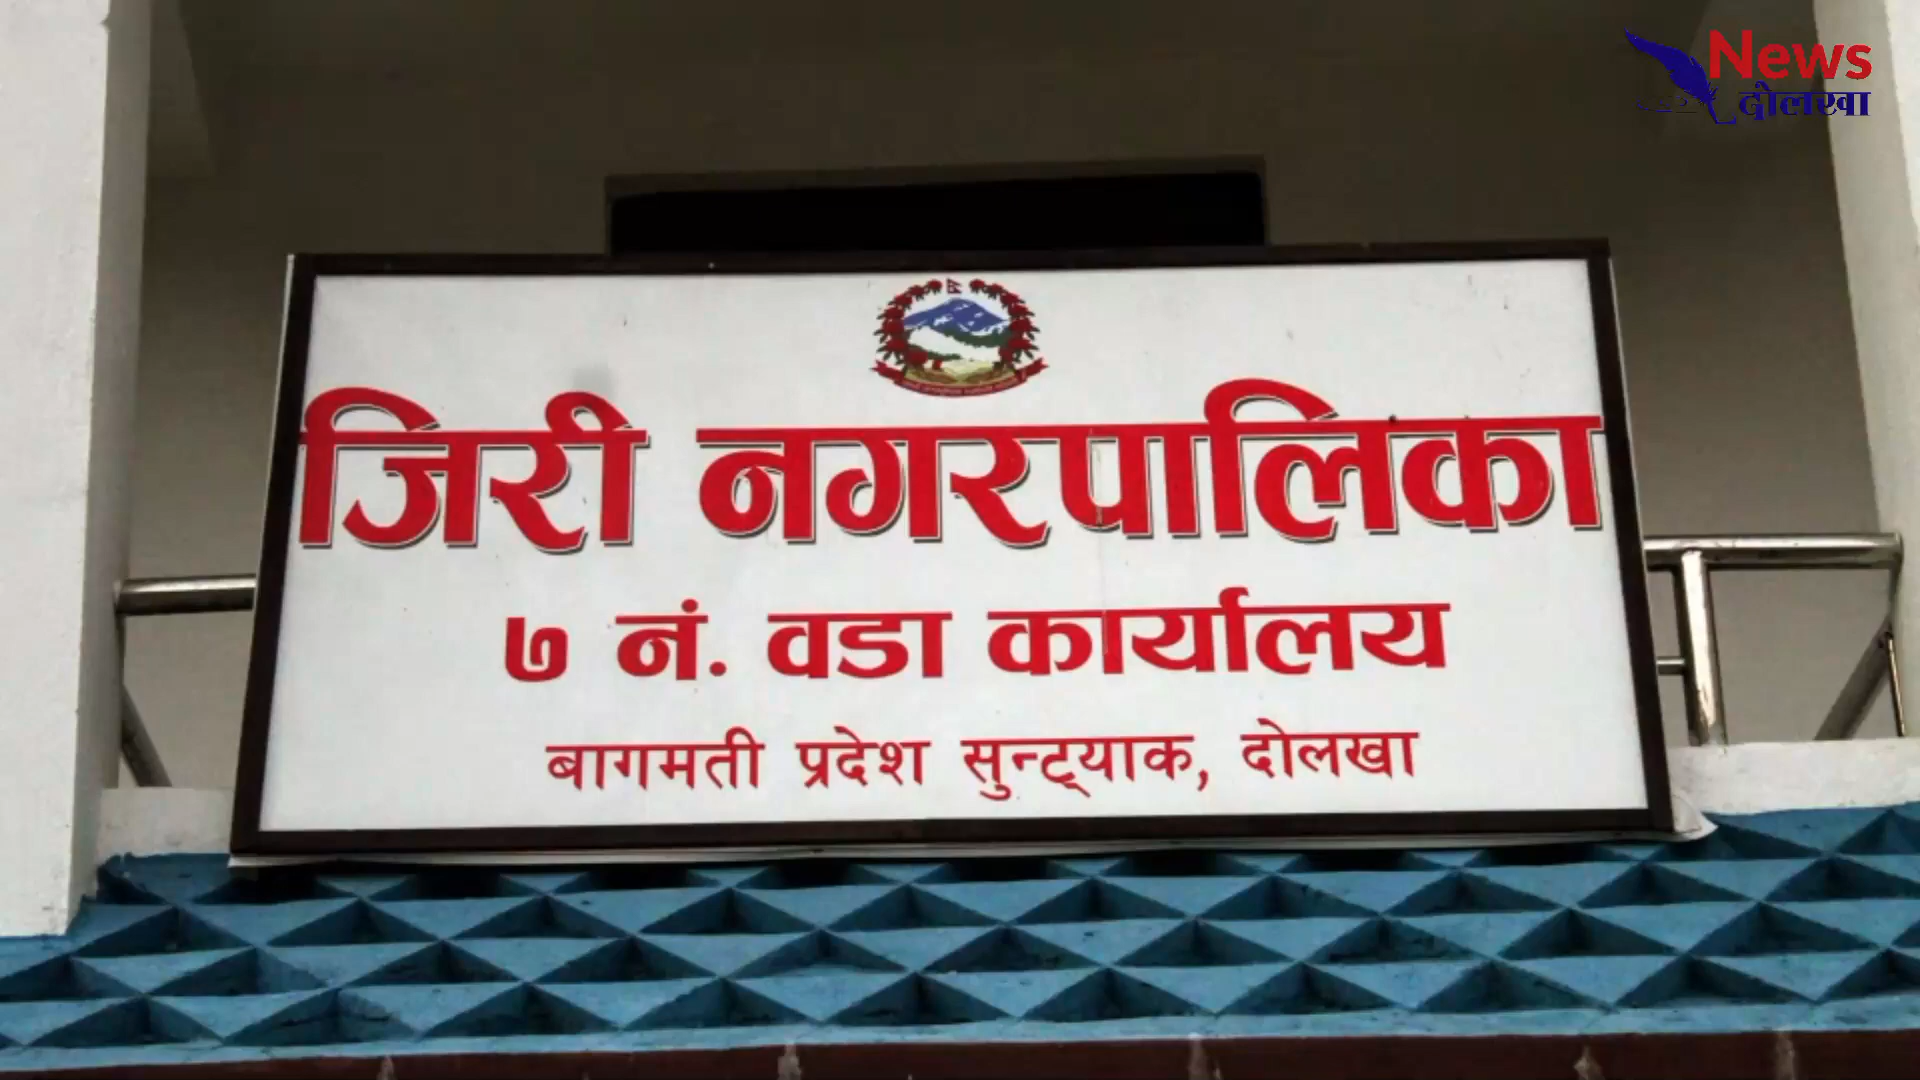 News
दोलखा
जिरी नगरपालिका
७ नं. वडा कार्यालय
बागमती प्रदेश सुन्ट्याक, दोलखा